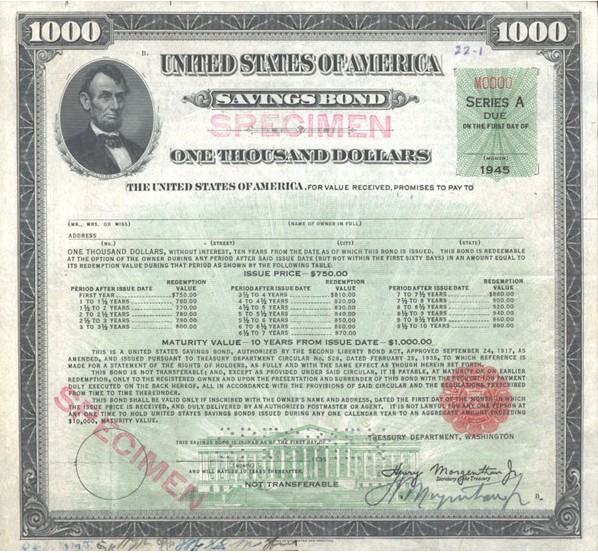 1000
1000
B.
22-1
UNITED STATES OF AMERICA
SAVINGS BOND
SPECIMEN
ONE THOUSAND DOLLARS
M0000
SERIES A
DUE
ON THE FIRST DAY OF
(MONTH)
1945
THE UNITED STATES OF AMERICA, FOR VALUE RECEIVED, PROMISES TO PAY TO
(MR., MRS. OR MISS) (NAME OF OWNER IN FULL)
ADDRESS
(NO.) (STREET) (CITY) (STATE)
ONE THOUSAND DOLLARS, WITHOUT INTEREST, TEN YEARS FROM THE DATE AS OF WHICH THIS BOND IS ISSUED. THIS BOND IS REDEEMABLE
AT THE OPTION OF THE OWNER DURING ANY PERIOD AFTER SAID ISSUE DATE (BUT NOT WITHIN THE FIRST SIXTY DAYS) IN AN AMOUNT EQUAL TO
ITS REDEMPTION VALUE DURING THAT PERIOD AS SHOWN BY THE FOLLOWING TABLE:
ISSUE PRICE—$750.00
PERIOD AFTER ISSUE DATE REDEMPTION VALUE PERIOD AFTER ISSUE DATE REDEMPTION VALUE PERIOD AFTER ISSUE DATE REDEMPTION VALUE
FIRST YEAR $750.00 3½ TO 4 YEARS $810.00 7 TO 7½ YEARS $880.00
1 TO 1½ YEARS 760.00 4 TO 4½ YEARS 820.00 7½ TO 8 YEARS 900.00
1½ TO 2 YEARS 770.00 4½ TO 5 YEARS 830.00 8 TO 8½ YEARS 920.00
2 TO 2½ YEARS 780.00 5 TO 5½ YEARS 840.00 8½ TO 9 YEARS 940.00
2½ TO 3 YEARS 790.00 5½ TO 6 YEARS 850.00 9 TO 9½ YEARS 960.00
3 TO 3½ YEARS 800.00 6 TO 6½ YEARS 9½ TO 10 YEARS
MATURITY VALUE—10 YEARS FROM ISSUE DATE—$1,000.00
THIS IS A UNITED STATES SAVINGS BOND, AUTHORIZED BY THE SECOND LIBERTY BOND ACT, APPROVED SEPTEMBER 24, 1917, AS
AMENDED, AND ISSUED PURSUANT TO TREASURY DEPARTMENT CIRCULAR No. 529, DATED FEBRUARY 25, 1935, TO WHICH REFERENCE IS
MADE FOR A STATEMENT OF THE RIGHTS OF HOLDERS, AS FULLY AND WITH THE SAME EFFECT AS THOUGH HEREIN SET FORTH.
THIS BOND IS NOT TRANSFERABLE; AND, EXCEPT AS PROVIDED UNDER SAID CIRCULAR, IT IS PAYABLE, AT MATURITY OR ON EARLIER
REDEMPTION, ONLY TO THE REGISTERED OWNER AND UPON THE PRESENTATION AND SURRENDER OF THIS BOND WITH THE REQUEST FOR PAYMENT
DULY EXECUTED ON THE BACK HEREOF, ALL IN ACCORDANCE WITH THE PROVISIONS OF SAID CIRCULAR AND THE REGULATIONS FIXED
FROM TIME TO TIME THEREUNDER.
THIS BOND SHALL BE VALID ONLY IF INSCRIBED WITH THE OWNER'S NAME AND ADDRESS, DATED THE FIRST DAY OF THE MONTH IN WHICH
THE ISSUE PRICE IS RECEIVED, AND DULY DELIVERED BY AN AUTHORIZED POSTMASTER OR AGENT. IT IS NOT LAWFUL FOR ANY ONE PERSON AT
ANY ONE TIME TO HOLD UNITED STATES SAVINGS BONDS ISSUED DURING ANY ONE CALENDAR YEAR TO AN AGGREGATE AMOUNT EXCEEDING
$10,000, MATURITY VALUE.
SPECIMEN
TREASURY DEPARTMENT, WASHINGTON
THIS SAVINGS BOND IS ISSUED AS OF THE FIRST DAY OF
(MONTH)
AND WILL MATURE 10 YEARS THEREAFTER.
NOT TRANSFERABLE
Henry Morgenthau Jr.
Secretary of the Treasury
B.